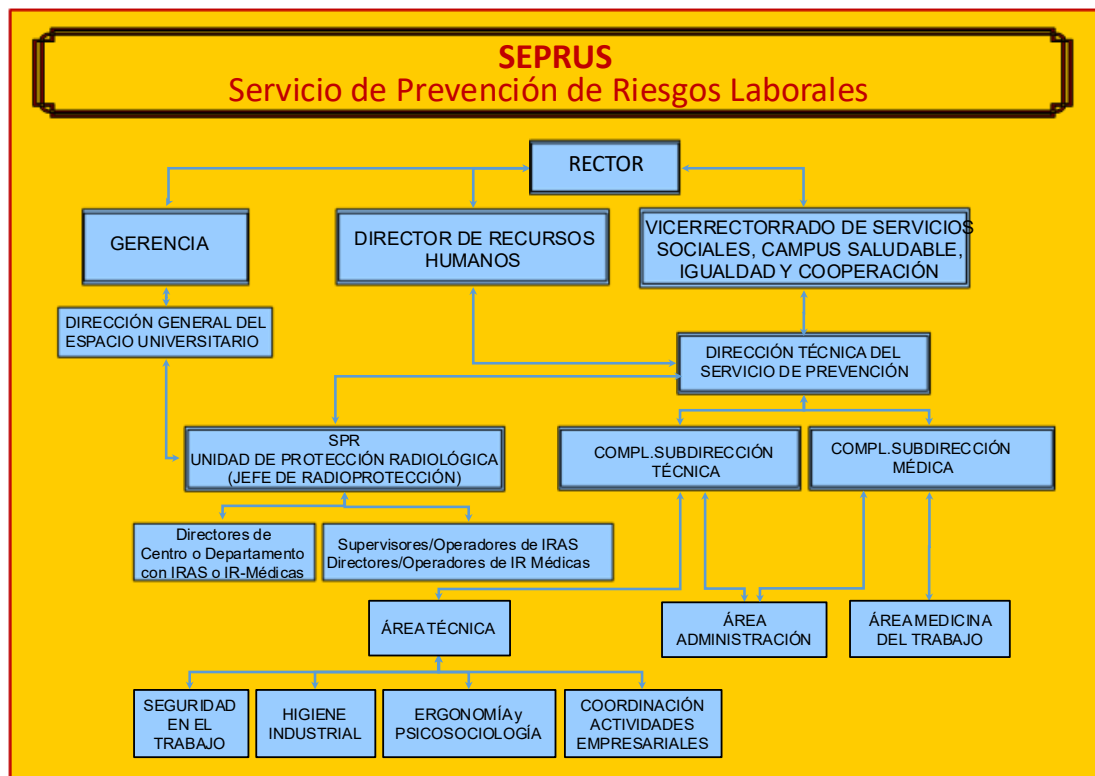 SEPRUS
Servicio de Prevención de Riesgos Laborales
RECTOR
GERENCIA
DIRECTOR DE RECURSOS
HUMANOS
VICERRECTORRADO DE SERVICIOS
SOCIALES, CAMPUS SALUDABLE,
IGUALDAD Y COOPERACIÓN
DIRECCIÓN GENERAL DEL
ESPACIO UNIVERSITARIO
DIRECCIÓN TÉCNICA DEL
SERVICIO DE PREVENCIÓN
SPR
UNIDAD DE PROTECCIÓN RADIOLÓGICA
(JEFE DE RADIOPROTECCIÓN)
COMPL.SUBDIRECCIÓN
TÉCNICA
COMPL.SUBDIRECCIÓN
MÉDICA
Directores de
Centro o Departamento
con IRAS o IR-Médicas
Supervisores/Operadores de IRAS
Directores/Operadores de IR Médicas
ÁREA TÉCNICA
ÁREA
ADMINISTRACIÓN
ÁREA MEDICINA
DEL TRABAJO
SEGURIDAD
EN EL
TRABAJO
HIGIENE
INDUSTRIAL
ERGONOMÍA y
PSICOSOCIOLOGÍA
COORDINACIÓN
ACTIVIDADES
EMPRESARIALES